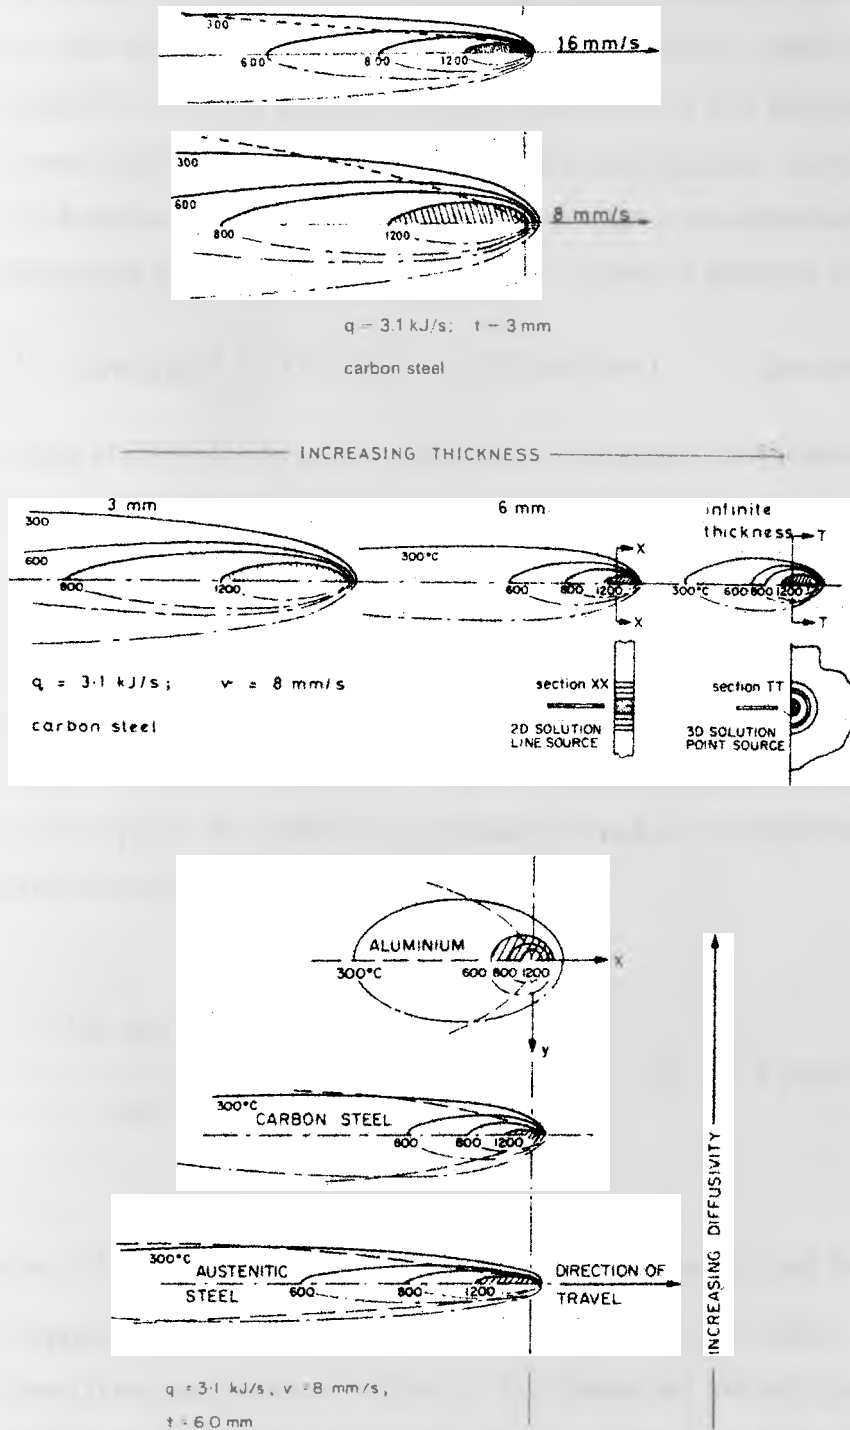 300
600 800 1200 16 mm/s
300
600
800 1200 8 mm/s
q = 3.1 kJ/s; t = 3 mm
carbon steel
INCREASING THICKNESS
3 mm 6 mm infinite
thickness T
300 X
600 300°C
800 1200 600 800 1200 300°C 600 800 1200
X T
q = 3·1 kJ/s; v = 8 mm/s section XX section TT
carbon steel 2D SOLUTION 3D SOLUTION
LINE SOURCE POINT SOURCE
ALUMINIUM
300°C 600 800 1200 X
y
300°C
CARBON STEEL
600 800 1200
300°C
AUSTENITIC DIRECTION OF
600 800 1200
STEEL TRAVEL
INCREASING DIFFUSIVITY
q = 3·1 kJ/s, v = 8 mm/s,
t = 6.0 mm